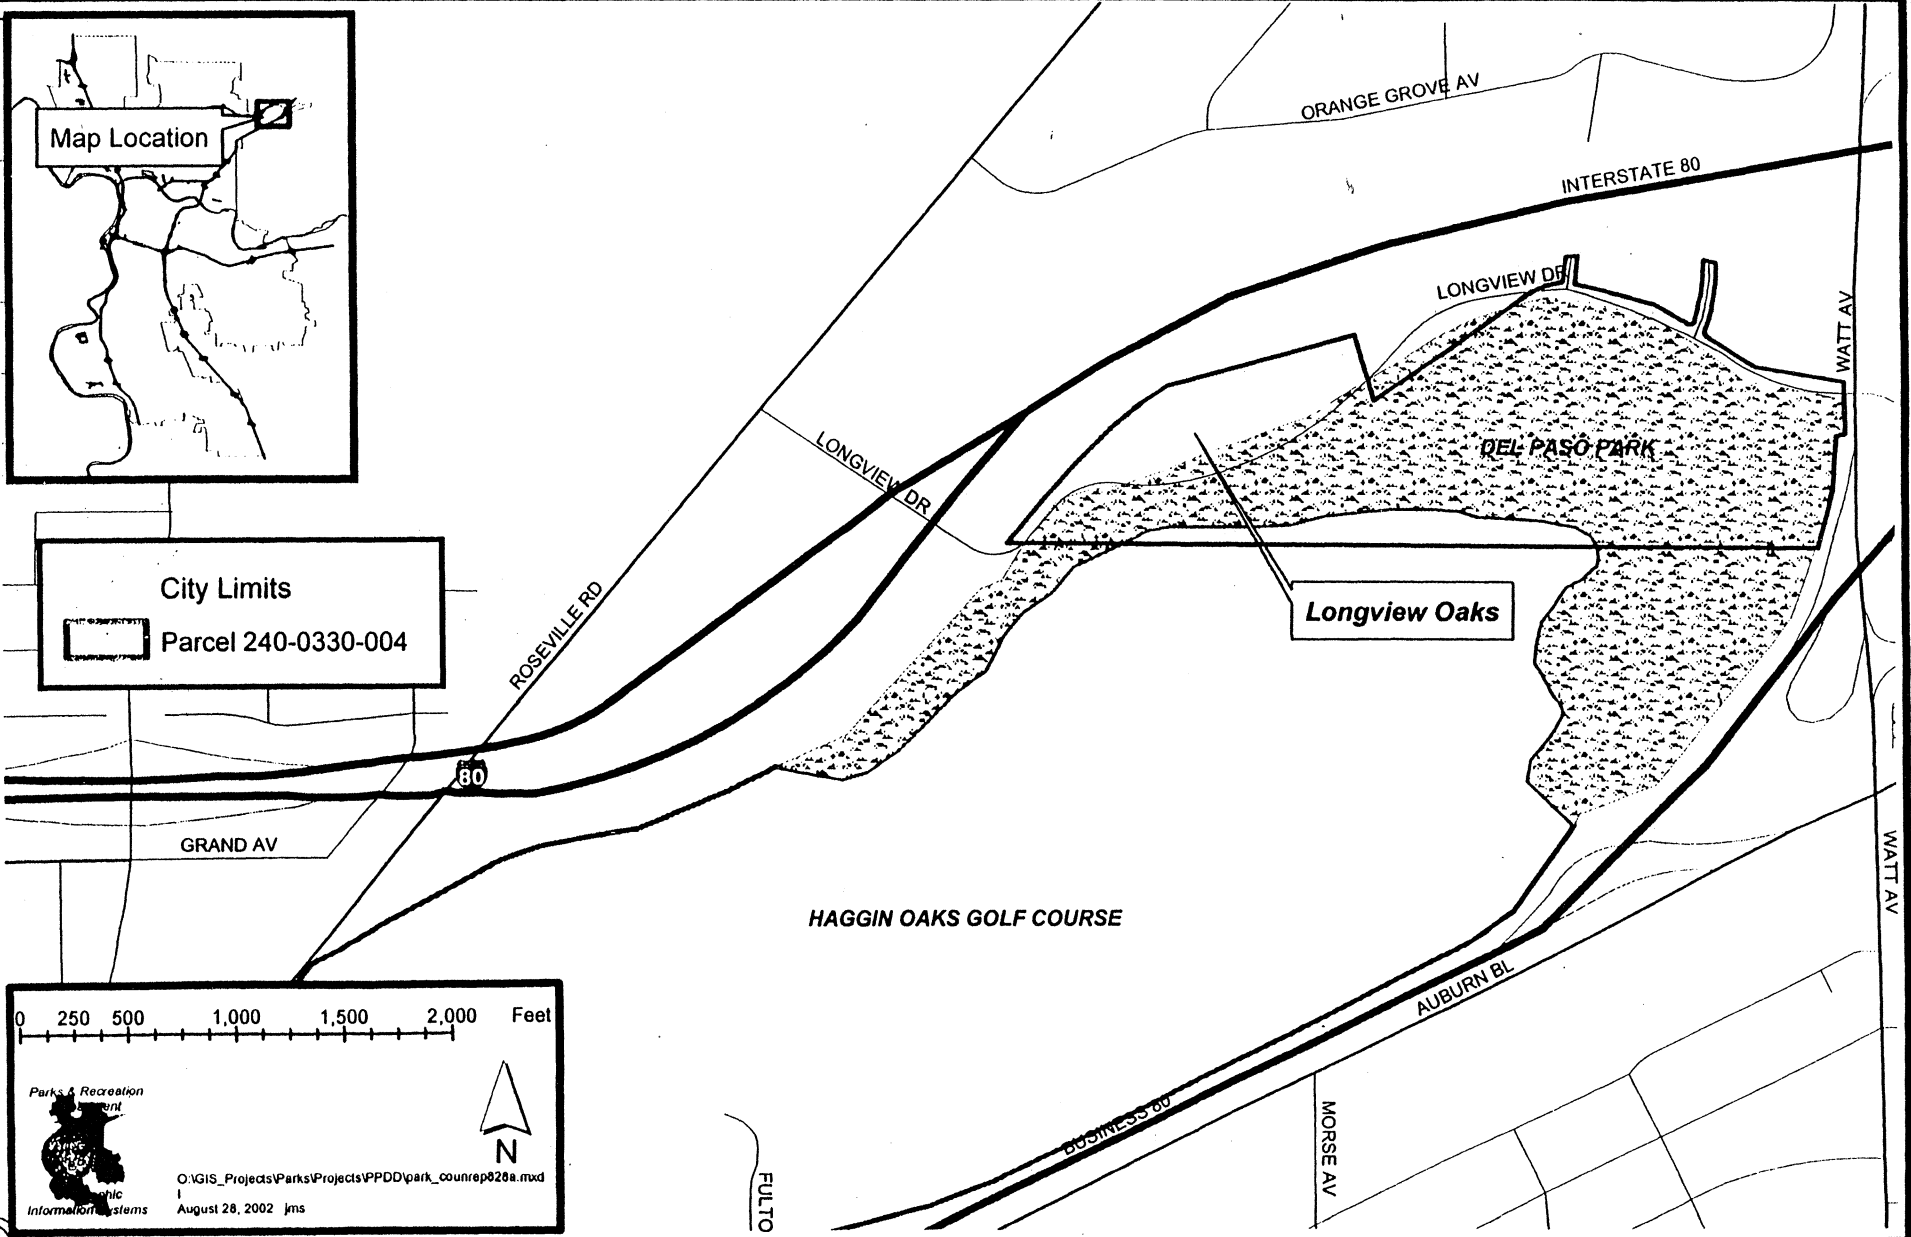 Map Location
ORANGE GROVE AV
INTERSTATE 80
LONGVIEW DR
WATT AV
LONGVIEW DR
DEL PASO PARK
City Limits
Parcel 240-0330-004
Longview Oaks
ROSEVILLE RD
80
GRAND AV
WATT AV
HAGGIN OAKS GOLF COURSE
AUBURN BL
BUSINESS 80
MORSE AV
FULTO
0 250 500 1,000 1,500 2,000 Feet
Parks & Recreation
N
O:\GIS_Projects\Parks\Projects\PPDD\park_counrep828a.mxd
August 28, 2002 jms
Information